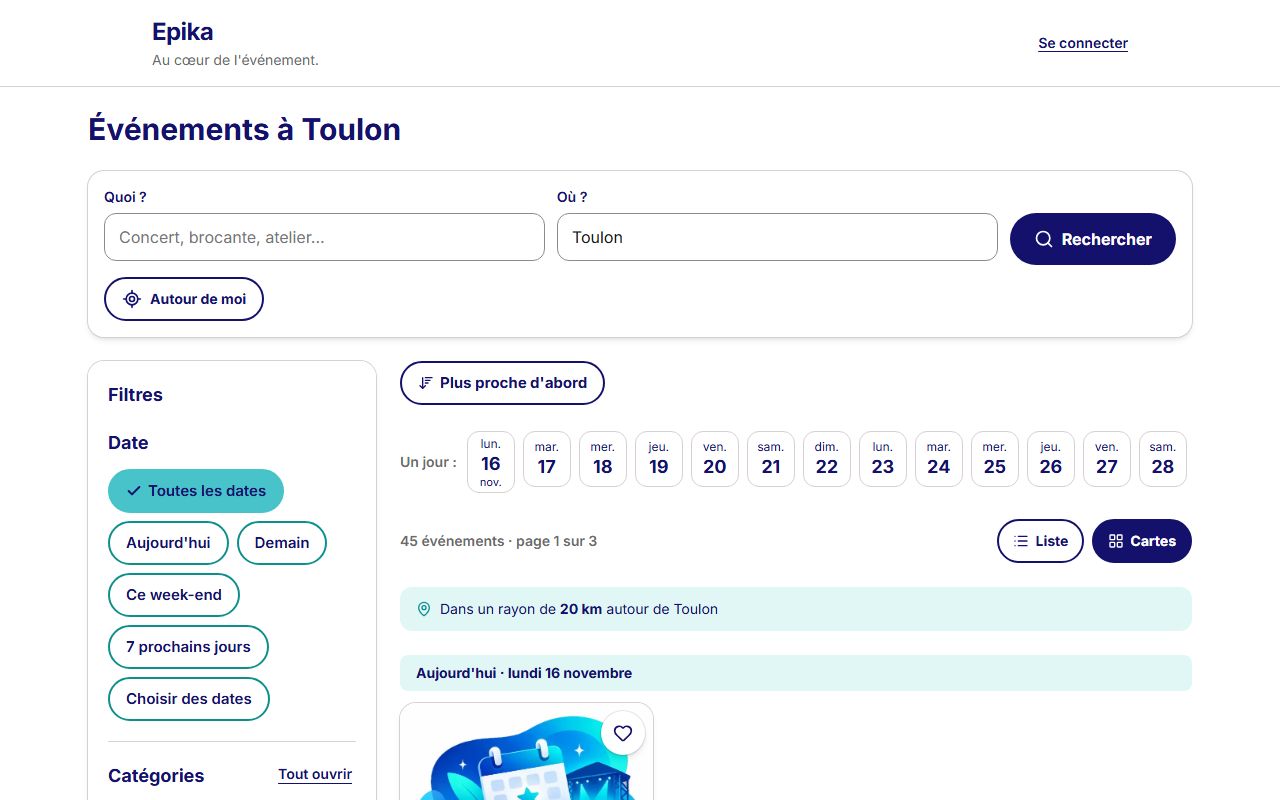 Epika
Au cœur de l'événement.
Se connecter
Événements à Toulon
Quoi ?
Où ?
Concert, brocante, atelier...
Toulon
Rechercher
Autour de moi
Filtres
Date
Toutes les dates
Aujourd'hui
Demain
Ce week-end
7 prochains jours
Choisir des dates
Catégories
Tout ouvrir
Plus proche d'abord
Un jour :
lun.
16
nov.
mar.
17
mer.
18
jeu.
19
ven.
20
sam.
21
dim.
22
lun.
23
mar.
24
mer.
25
jeu.
26
ven.
27
sam.
28
45 événements · page 1 sur 3
Liste
Cartes
Dans un rayon de 20 km autour de Toulon
Aujourd'hui · lundi 16 novembre